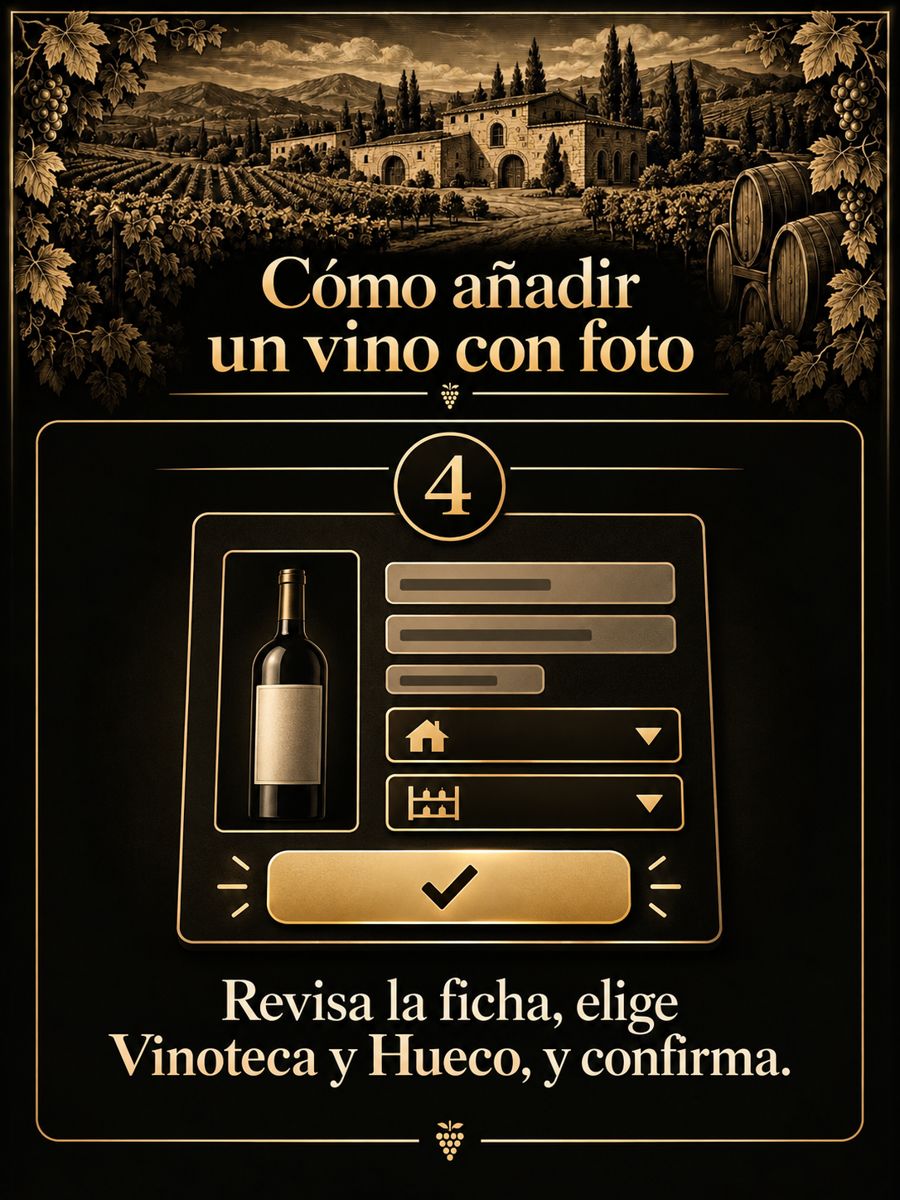 Cómo añadir
un vino con foto
4
Revisa la ficha, elige
Vinoteca y Hueco, y confirma.